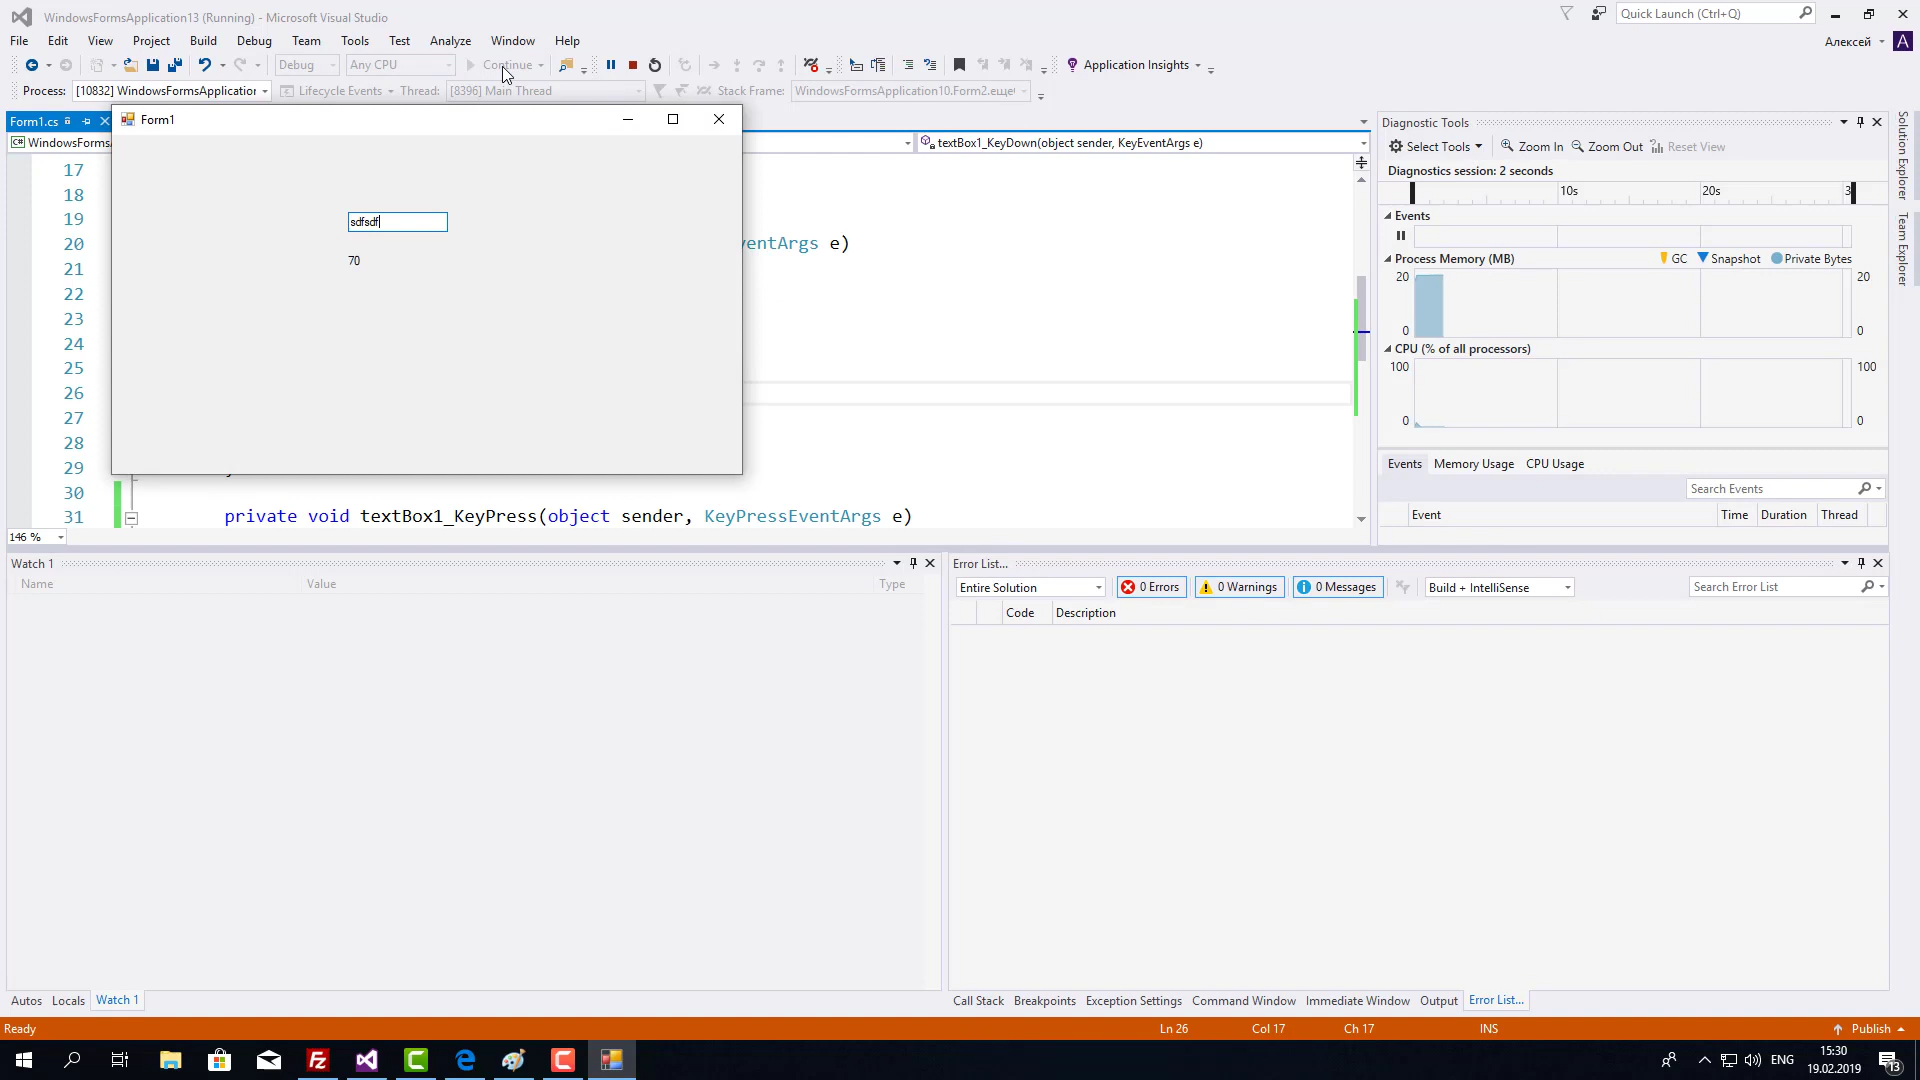 WindowsFormsApplication13 (Running) - Microsoft Visual Studio
Quick Launch (Ctrl+Q)
File Edit View Project Build Debug Team Tools Test Analyze Window Help
Алексей A
Debug Any CPU Continue Application Insights
Process: [10832] WindowsFormsApplication Lifecycle Events Thread: [8396] Main Thread Stack Frame: WindowsFormsApplication10.Form2.еще
Form1.cs
Form1
WindowsForms
textBox1_KeyDown(object sender, KeyEventArgs e)
17
18
sdfsdf
19
20 entArgs e)
70
21
22
23
24
25
26
27
28
29
30
31 private void textBox1_KeyPress(object sender, KeyPressEventArgs e)
146 %
Diagnostic Tools
Select Tools Zoom In Zoom Out Reset View
Diagnostics session: 2 seconds
10s 20s 3
Events
Process Memory (MB) GC Snapshot Private Bytes
20 20
0 0
CPU (% of all processors)
100 100
0 0
Events Memory Usage CPU Usage
Search Events
Event Time Duration Thread
Solution Explorer
Team Explorer
Watch 1
Name Value Type
Autos Locals Watch 1
Error List...
Entire Solution 0 Errors 0 Warnings 0 Messages Build + IntelliSense Search Error List
Code Description
Call Stack Breakpoints Exception Settings Command Window Immediate Window Output Error List...
Ready Ln 26 Col 17 Ch 17 INS Publish
ENG
15:30
19.02.2019
13